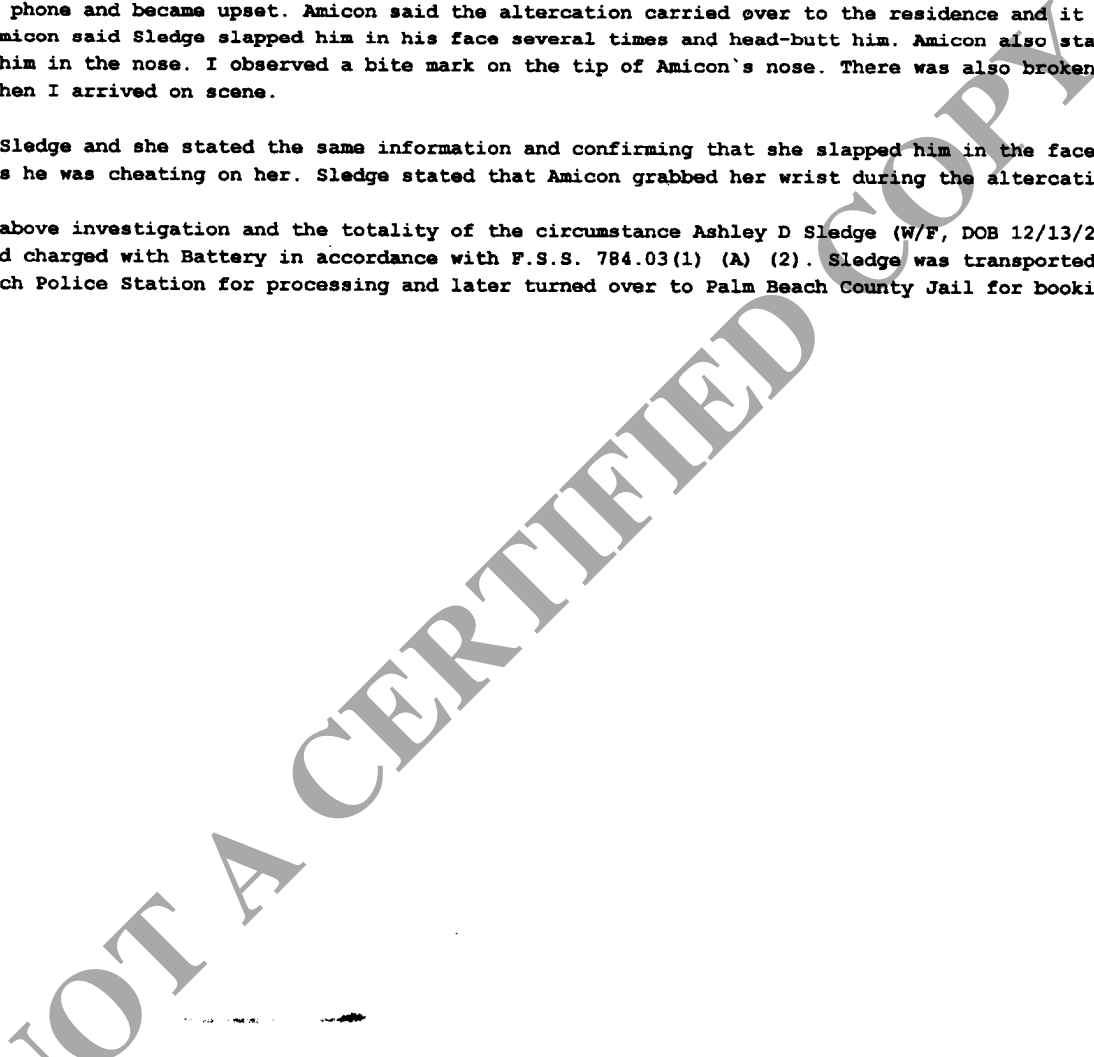 phone and became upset. Amicon said the altercation carried over to the residence and it
micon said Sledge slapped him in his face several times and head-butt him. Amicon also sta
him in the nose. I observed a bite mark on the tip of Amicon`s nose. There was also broken
hen I arrived on scene.
Sledge and she stated the same information and confirming that she slapped him in the face
s he was cheating on her. Sledge stated that Amicon grabbed her wrist during the altercati
above investigation and the totality of the circumstance Ashley D Sledge (W/F, DOB 12/13/2
d charged with Battery in accordance with F.S.S. 784.03(1) (A) (2). Sledge was transported
ch Police Station for processing and later turned over to Palm Beach County Jail for booki
NOT A CERTIFIED COPY